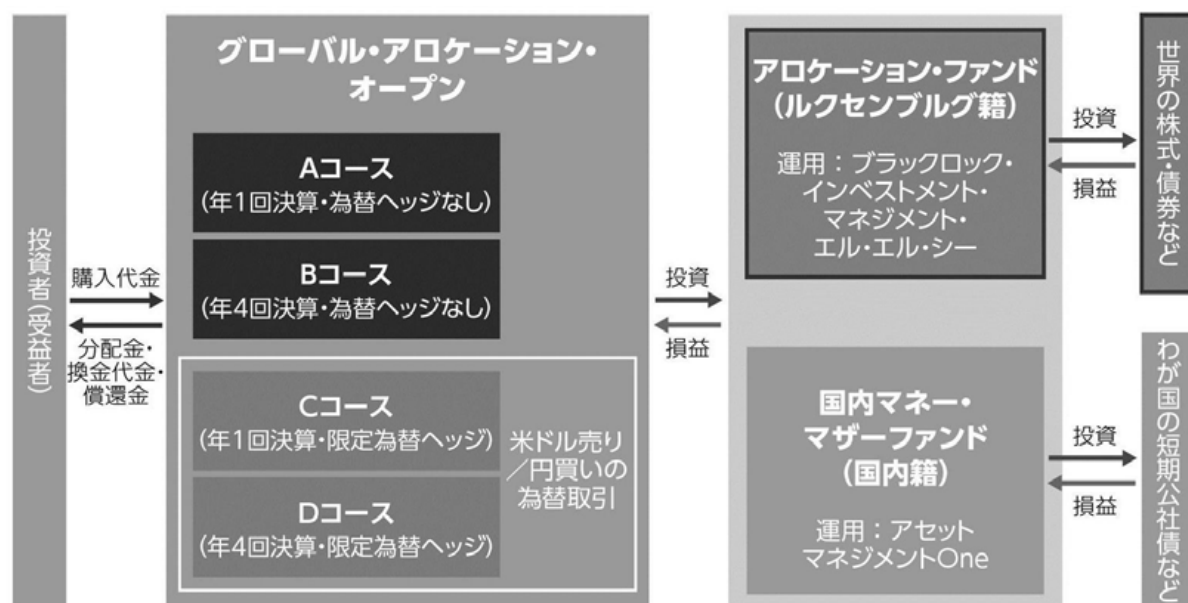 投資者(受益者)
購入代金
分配金・
換金代金・
償還金
グローバル・アロケーション・
オープン
Aコース
(年1回決算・為替ヘッジなし)
Bコース
(年4回決算・為替ヘッジなし)
Cコース
(年1回決算・限定為替ヘッジ)
Dコース
(年4回決算・限定為替ヘッジ)
米ドル売り
/円買いの
為替取引
投資
損益
アロケーション・ファンド
(ルクセンブルグ籍)
運用:ブラックロック・
インベストメント・
マネジメント・
エル・エル・シー
投資
損益
世界の株式・債券など
国内マネー・
マザーファンド
(国内籍)
運用:アセット
マネジメントOne
投資
損益
わが国の短期公社債など